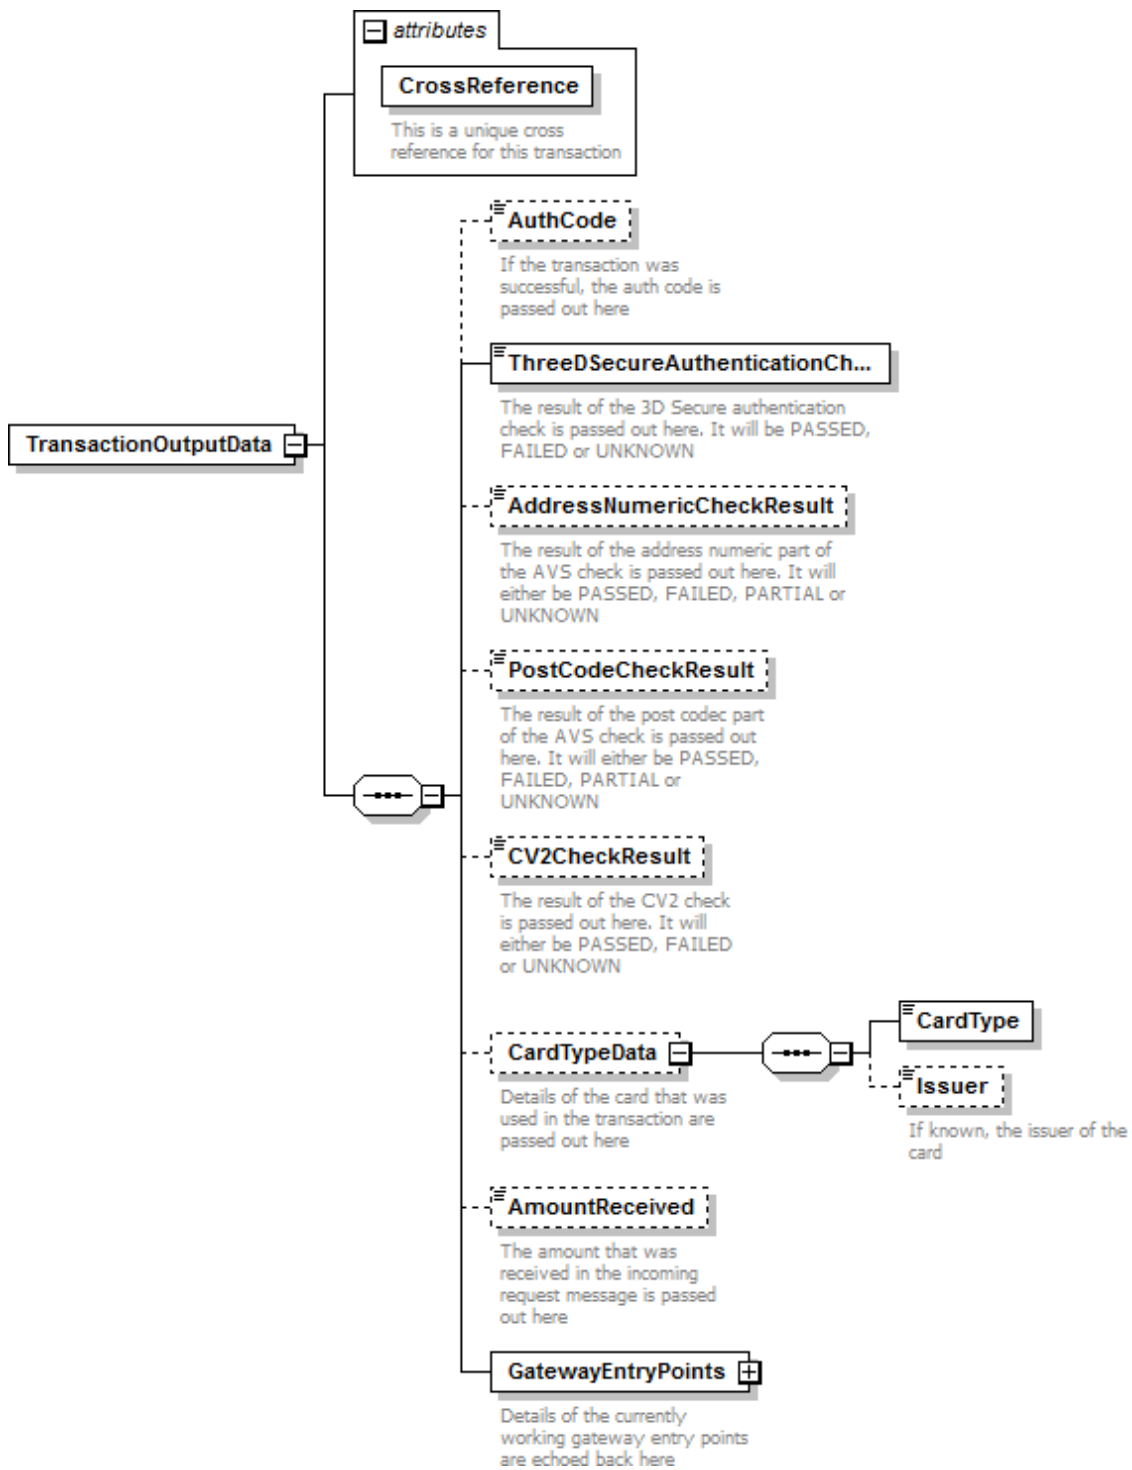 attributes
CrossReference
This is a unique cross
reference for this transaction
AuthCode
If the transaction was
successful, the auth code is
passed out here
ThreeDSecureAuthenticationCh...
The result of the 3D Secure authentication
check is passed out here. It will be PASSED,
FAILED or UNKNOWN
TransactionOutputData
AddressNumericCheckResult
The result of the address numeric part of
the AVS check is passed out here. It will
either be PASSED, FAILED, PARTIAL or
UNKNOWN
PostCodeCheckResult
The result of the post codec part
of the AVS check is passed out
here. It will either be PASSED,
FAILED, PARTIAL or
UNKNOWN
CV2CheckResult
The result of the CV2 check
is passed out here. It will
either be PASSED, FAILED
or UNKNOWN
CardTypeData
Details of the card that was
used in the transaction are
passed out here
CardType
Issuer
If known, the issuer of the
card
AmountReceived
The amount that was
received in the incoming
request message is passed
out here
GatewayEntryPoints
Details of the currently
working gateway entry points
are echoed back here